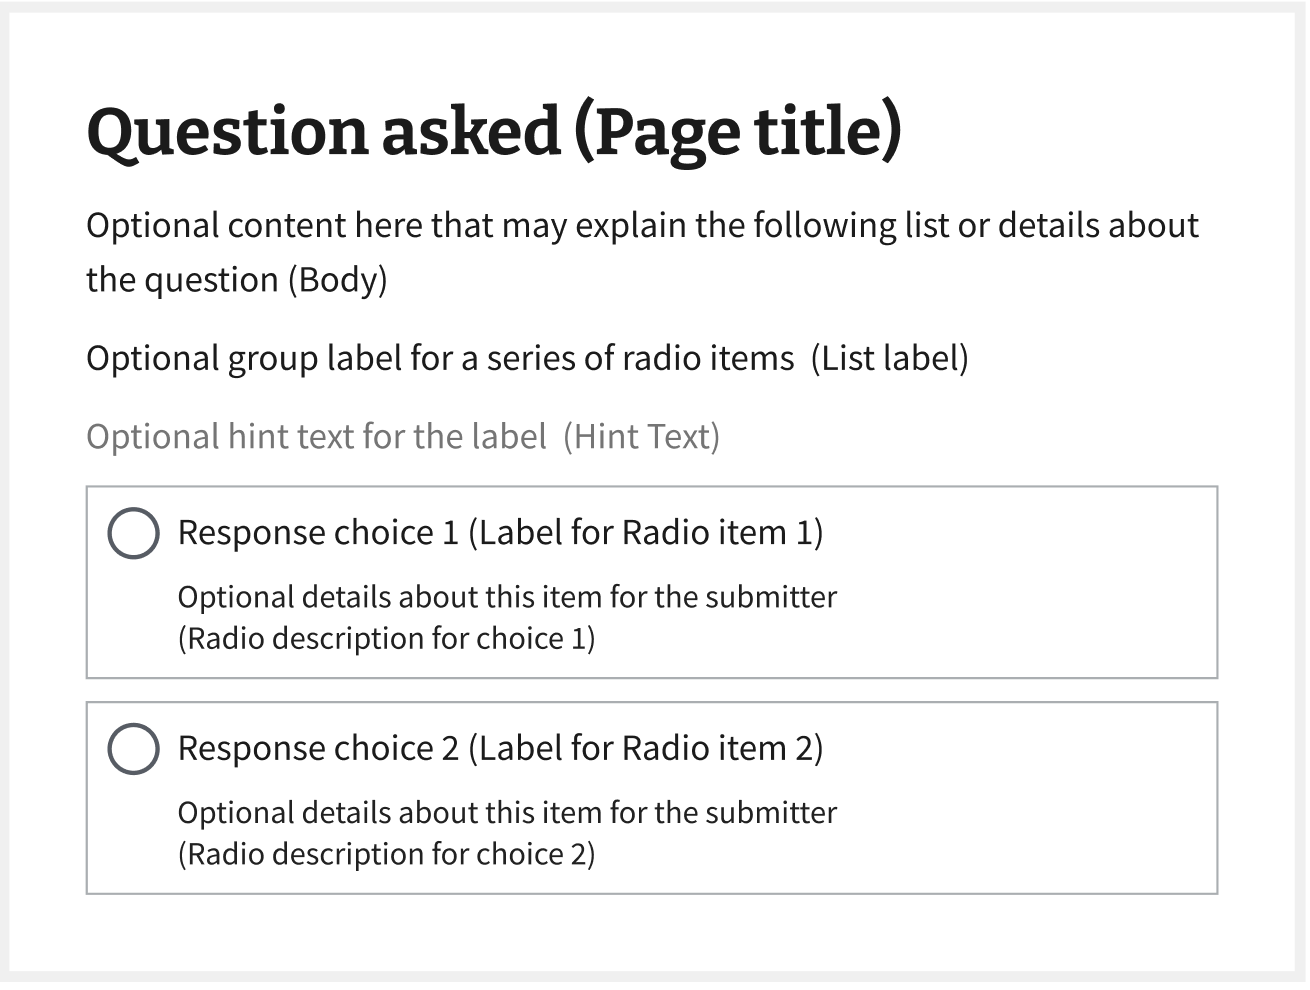 Question asked (Page title)
Optional content here that may explain the following list or details about
the question (Body)
Optional group label for a series of radio items  (List label)
Optional hint text for the label  (Hint Text)
Response choice 1 (Label for Radio item 1)
Optional details about this item for the submitter
(Radio description for choice 1)
Response choice 2 (Label for Radio item 2)
Optional details about this item for the submitter
(Radio description for choice 2)